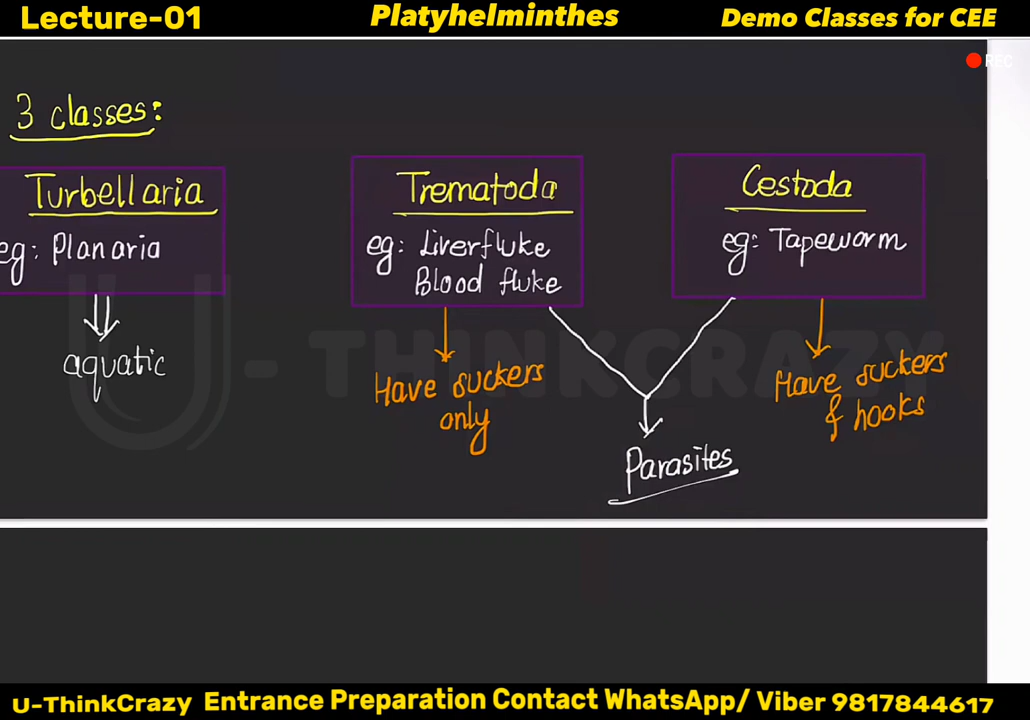 Lecture-01
Platyhelminthes
Demo Classes for CEE
REC
3 classes:
Turbellaria
eg: Planaria
aquatic
Trematoda
eg: Liverfluke
Blood fluke
Have suckers
only
Cestoda
eg: Tapeworm
Have suckers
& hooks
Parasites
U - THINKCRAZY
U-ThinkCrazy Entrance Preparation Contact WhatsApp/ Viber 9817844617